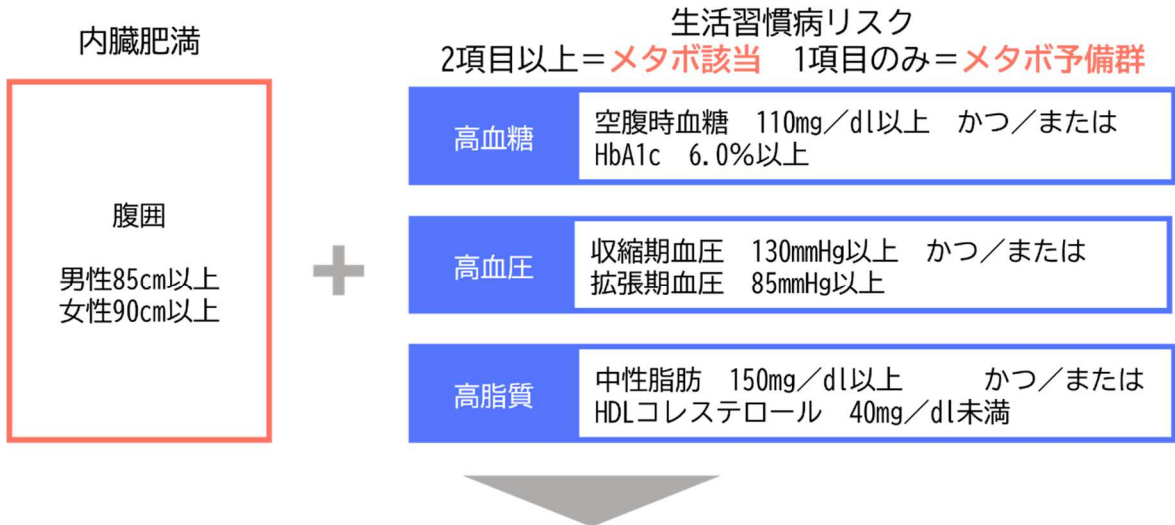 内臓肥満
腹囲
男性85cm以上
女性90cm以上
生活習慣病リスク
2項目以上＝メタボ該当　1項目のみ＝メタボ予備群
高血糖
空腹時血糖　110mg／dl以上　かつ／または
HbA1c　6.0%以上
高血圧
収縮期血圧　130mmHg以上　かつ／または
拡張期血圧　85mmHg以上
高脂質
中性脂肪　150mg／dl以上　　　かつ／または
HDLコレステロール　40mg／dl未満